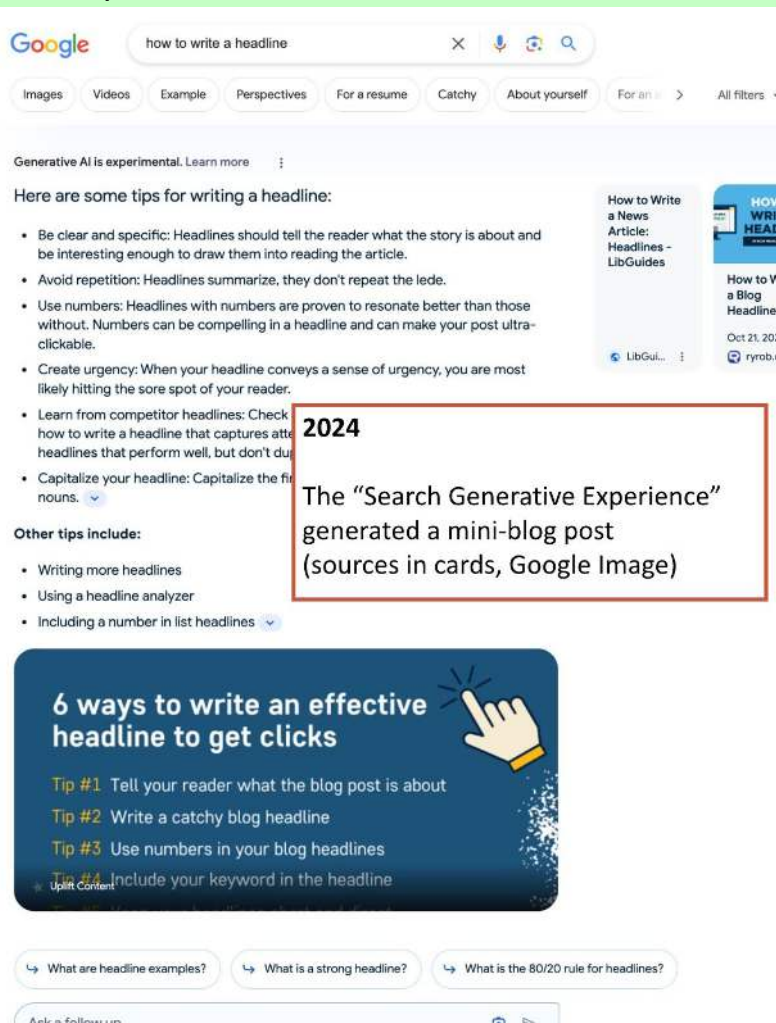 Google
how to write a headline
Images Videos Example Perspectives For a resume Catchy About yourself For an All filters
Generative AI is experimental. Learn more
Here are some tips for writing a headline:
• Be clear and specific: Headlines should tell the reader what the story is about and
be interesting enough to draw them into reading the article.
• Avoid repetition: Headlines summarize, they don't repeat the lede.
• Use numbers: Headlines with numbers are proven to resonate better than those
without. Numbers can be compelling in a headline and can make your post ultra-
clickable.
• Create urgency: When your headline conveys a sense of urgency, you are most
likely hitting the sore spot of your reader.
• Learn from competitor headlines: Check
how to write a headline that captures
headlines that perform well, but don't
• Capitalize your headline: Capitalize the
nouns.
Other tips include:
• Writing more headlines
• Using a headline analyzer
• Including a number in list headlines
How to Write
a News
Article:
Headlines -
LibGuides
LibGui...
How to
a Blog
Headline
Oct 21,
2024
The “Search Generative Experience”
generated a mini-blog post
(sources in cards, Google Image)
6 ways to write an effective
headline to get clicks
Tip #1 Tell your reader what the blog post is about
Tip #2 Write a catchy blog headline
Tip #3 Use numbers in your blog headlines
Tip #4 Include your keyword in the headline
Uplift Content
What are headline examples? What is a strong headline? What is the 80/20 rule for headlines?
Ask a follow up